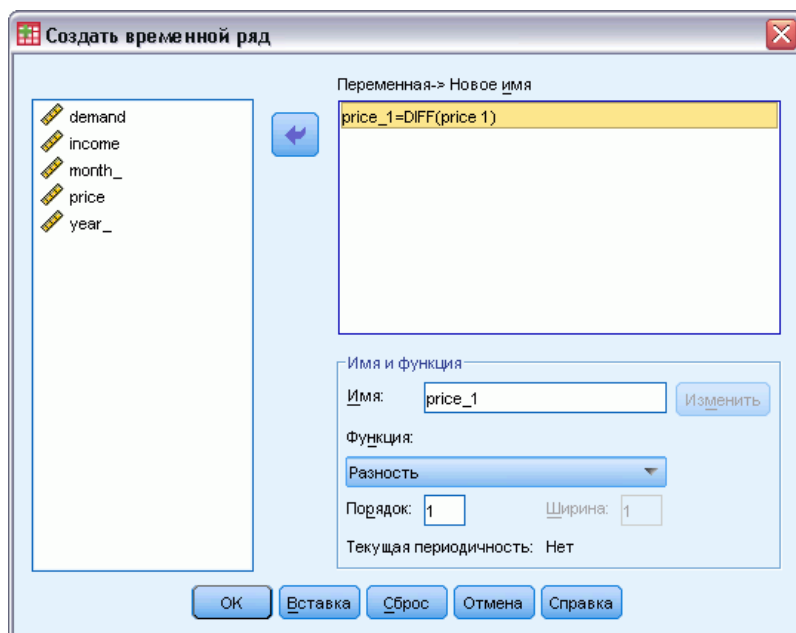 Создать временной ряд
Переменная-> Новое имя
demand
income
month_
price
year_
price_1=DIFF(price 1)
Имя и функция
Имя: price_1 Изменить
Функция:
Разность
Порядок: 1 Ширина: 1
Текущая периодичность: Нет
OK Вставка Сброс Отмена Справка